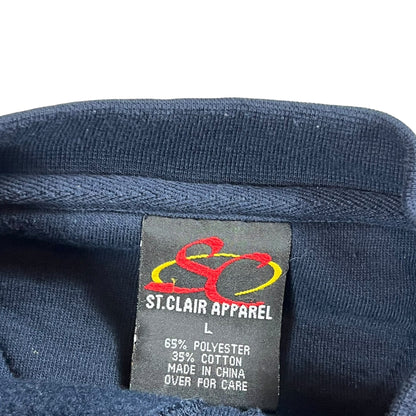 SC
ST.CLAIR APPAREL
L
65% POLYESTER
35% COTTON
MADE IN CHINA
OVER FOR CARE